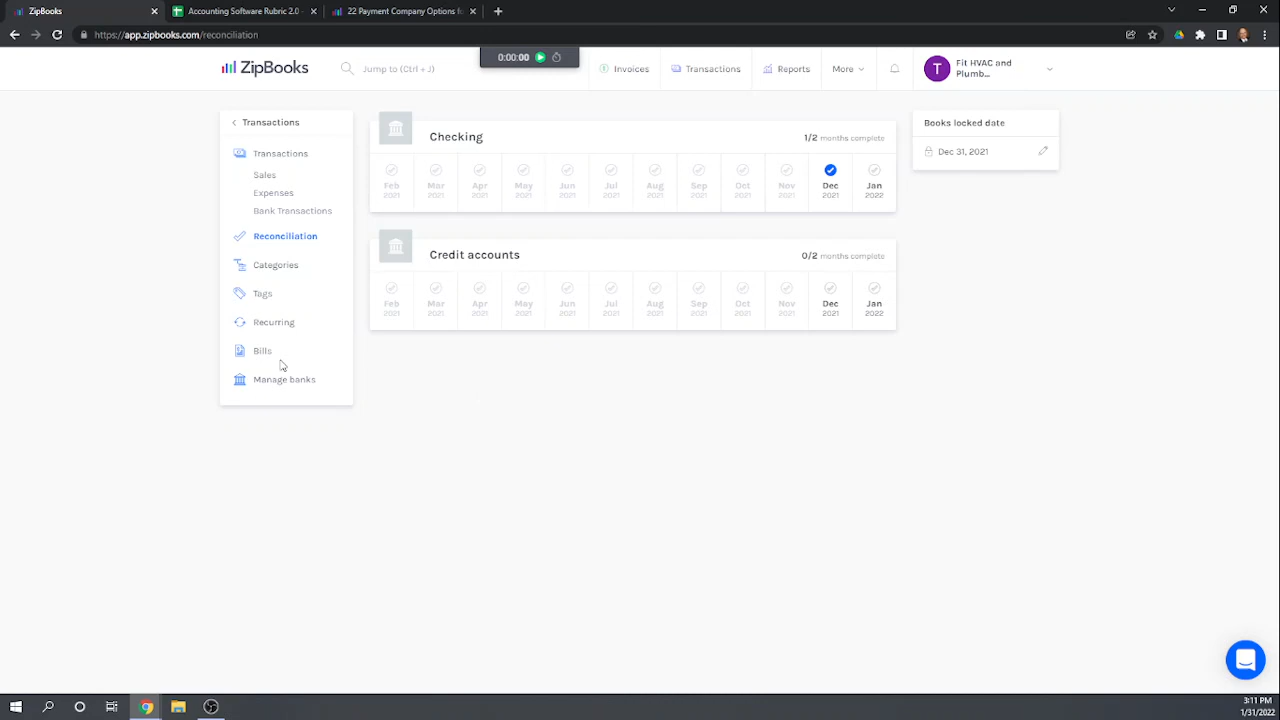 ZipBooks
Accounting Software Rubric 2.0 -
22 Payment Company Options fo
https://app.zipbooks.com/reconciliation
ZipBooks
Jump to (Ctrl + J)
0:00:00
Invoices
Transactions
Reports
More
T
Fit HVAC and
Plumb...
Transactions
Transactions
Sales
Expenses
Bank Transactions
Reconciliation
Categories
Tags
Recurring
Bills
Manage banks
Checking
1/2 months complete
Feb Mar Apr May Jun Jul Aug Sep Oct Nov Dec Jan
2021 2021 2021 2021 2021 2021 2021 2021 2021 2021 2021 2022
Credit accounts
0/2 months complete
Feb Mar Apr May Jun Jul Aug Sep Oct Nov Dec Jan
2021 2021 2021 2021 2021 2021 2021 2021 2021 2021 2021 2022
Books locked date
Dec 31, 2021
3:11 PM
1/31/2022